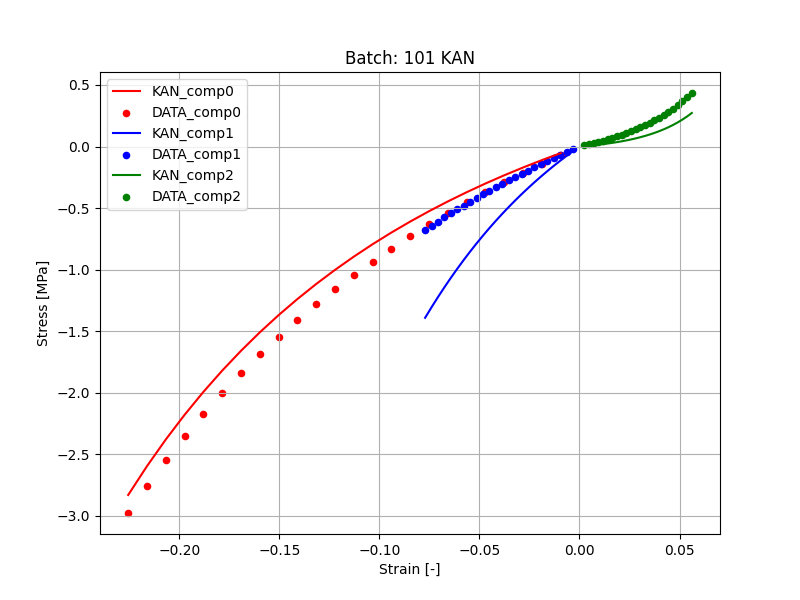 Batch: 101 KAN
KAN_comp0
DATA_comp0
KAN_comp1
DATA_comp1
KAN_comp2
DATA_comp2
Stress [MPa]
0.5
0.0
−0.5
−1.0
−1.5
−2.0
−2.5
−3.0
−0.20 −0.15 −0.10 −0.05 0.00 0.05
Strain [-]